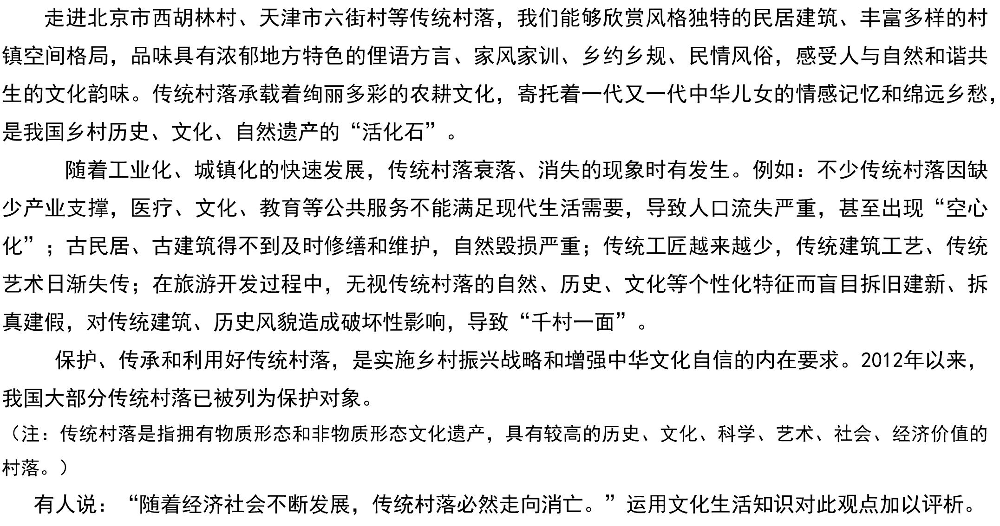 走进北京市西胡林村、天津市六街村等传统村落，我们能够欣赏风格独特的民居建筑、丰富多样的村
镇空间格局，品味具有浓郁地方特色的俚语方言、家风家训、乡约乡规、民情风俗，感受人与自然和谐共
生的文化韵味。传统村落承载着绚丽多彩的农耕文化，寄托着一代又一代中华儿女的情感记忆和绵远乡愁，
是我国乡村历史、文化、自然遗产的“活化石”。
随着工业化、城镇化的快速发展，传统村落衰落、消失的现象时有发生。例如：不少传统村落因缺
少产业支撑，医疗、文化、教育等公共服务不能满足现代生活需要，导致人口流失严重，甚至出现“空心
化”；古民居、古建筑得不到及时修缮和维护，自然毁损严重；传统工匠越来越少，传统建筑工艺、传统
艺术日渐失传；在旅游开发过程中，无视传统村落的自然、历史、文化等个性化特征而盲目拆旧建新、拆
真建假，对传统建筑、历史风貌造成破坏性影响，导致“千村一面”。
保护、传承和利用好传统村落，是实施乡村振兴战略和增强中华文化自信的内在要求。2012年以来，
我国大部分传统村落已被列为保护对象。
（注：传统村落是指拥有物质形态和非物质形态文化遗产，具有较高的历史、文化、科学、艺术、社会、经济价值的
村落。）
有人说：“随着经济社会不断发展，传统村落必然走向消亡。”运用文化生活知识对此观点加以评析。